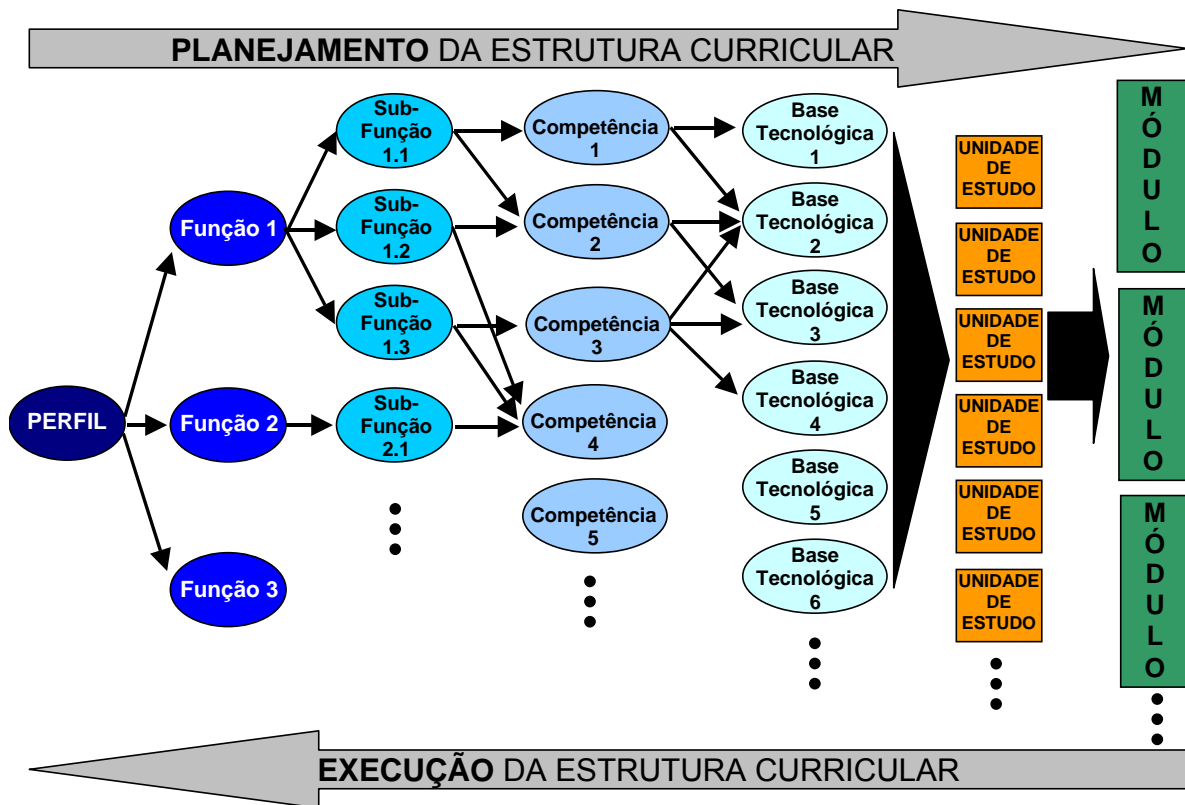 PLANEJAMENTO DA ESTRUTURA CURRICULAR
PERFIL
Função 1
Função 2
Função 3
Sub-
Função
1.1
Sub-
Função
1.2
Sub-
Função
1.3
Sub-
Função
2.1
Competência
1
Competência
2
Competência
3
Competência
4
Competência
5
Base
Tecnológica
1
Base
Tecnológica
2
Base
Tecnológica
3
Base
Tecnológica
4
Base
Tecnológica
5
Base
Tecnológica
6
UNIDADE
DE
ESTUDO
UNIDADE
DE
ESTUDO
UNIDADE
DE
ESTUDO
UNIDADE
DE
ESTUDO
UNIDADE
DE
ESTUDO
UNIDADE
DE
ESTUDO
MÓDULO
MÓDULO
MÓDULO
EXECUÇÃO DA ESTRUTURA CURRICULAR